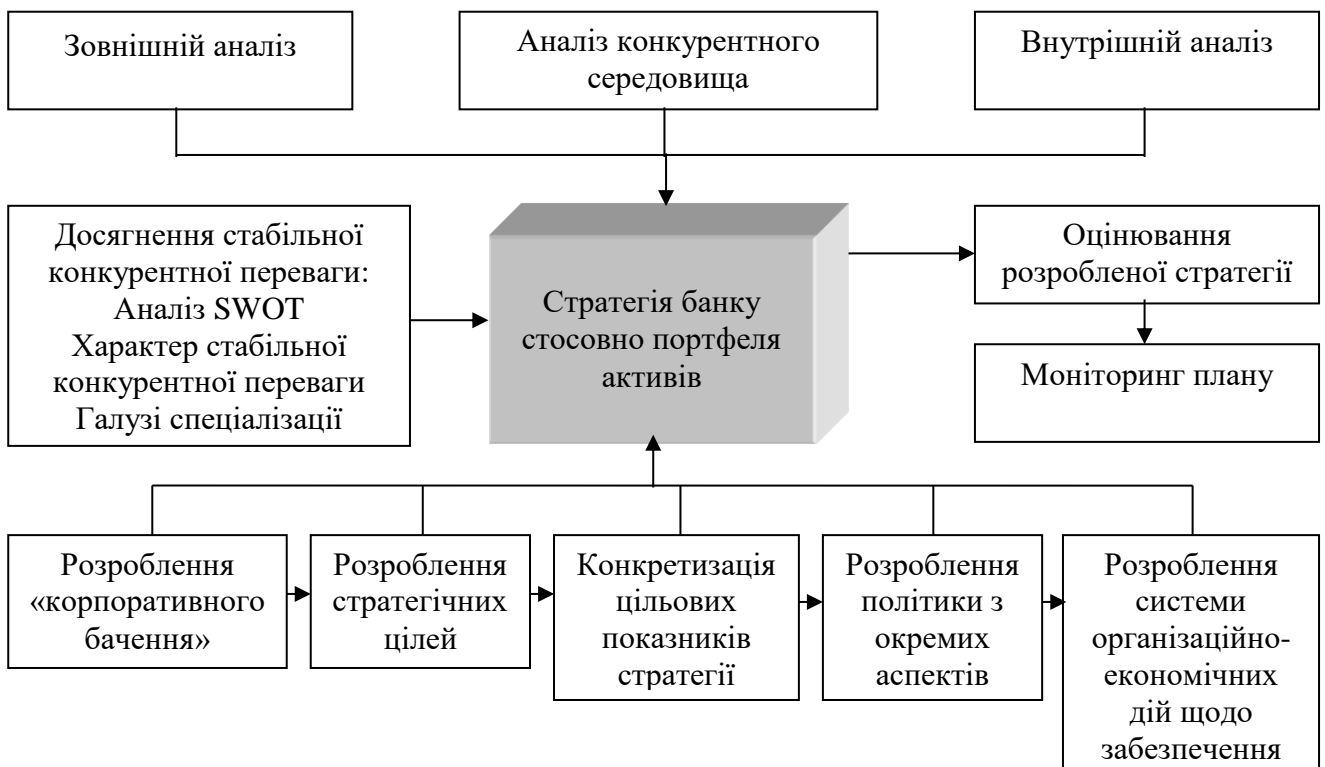 Зовнішній аналіз
Аналіз конкурентного
середовища
Внутрішній аналіз
Досягнення стабільної
конкурентної переваги:
Аналіз SWOT
Характер стабільної
конкурентної переваги
Галузі спеціалізації
Стратегія банку
стосовно портфеля
активів
Оцінювання
розробленої стратегії
Моніторинг плану
Розроблення
«корпоративного
бачення»
Розроблення
стратегічних
цілей
Конкретизація
цільових
показників
стратегії
Розроблення
політики з
окремих
аспектів
Розроблення
системи
організаційно-
економічних
дій щодо
забезпечення